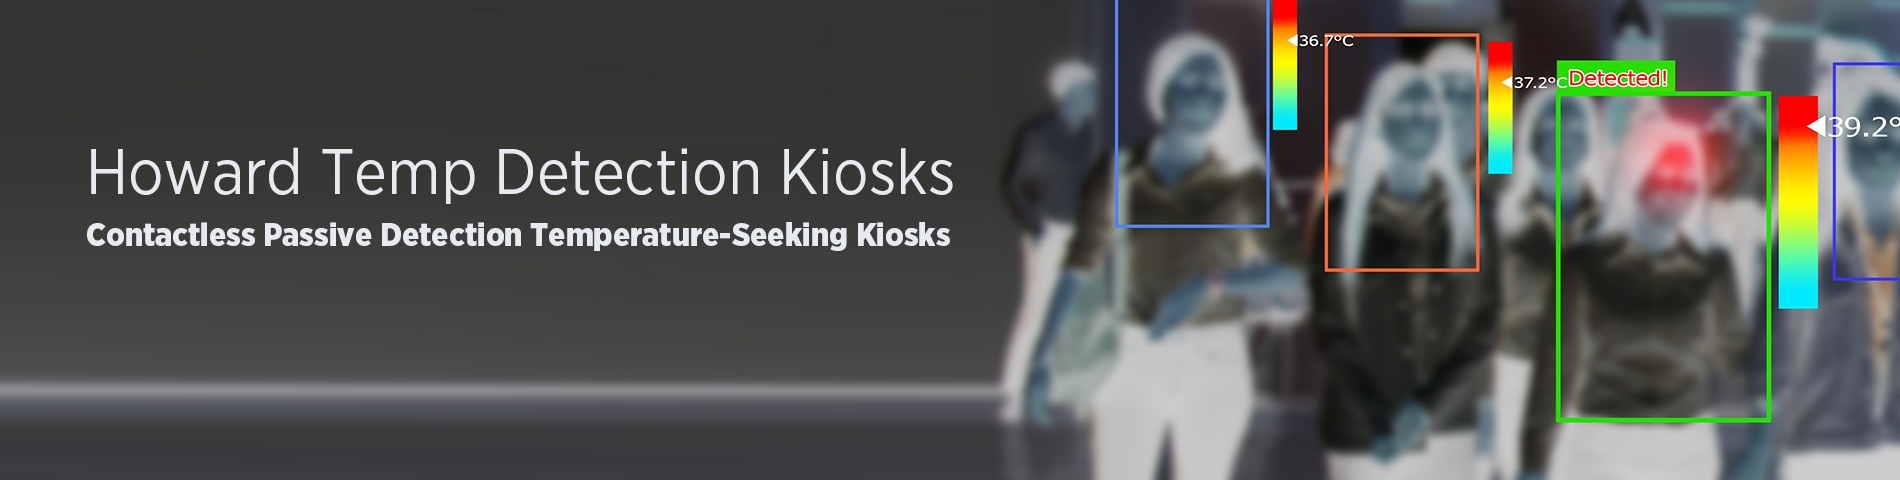 Howard Temp Detection Kiosks
Contactless Passive Detection Temperature-Seeking Kiosks
36.7°C
37.2°C
Detected!
39.2°